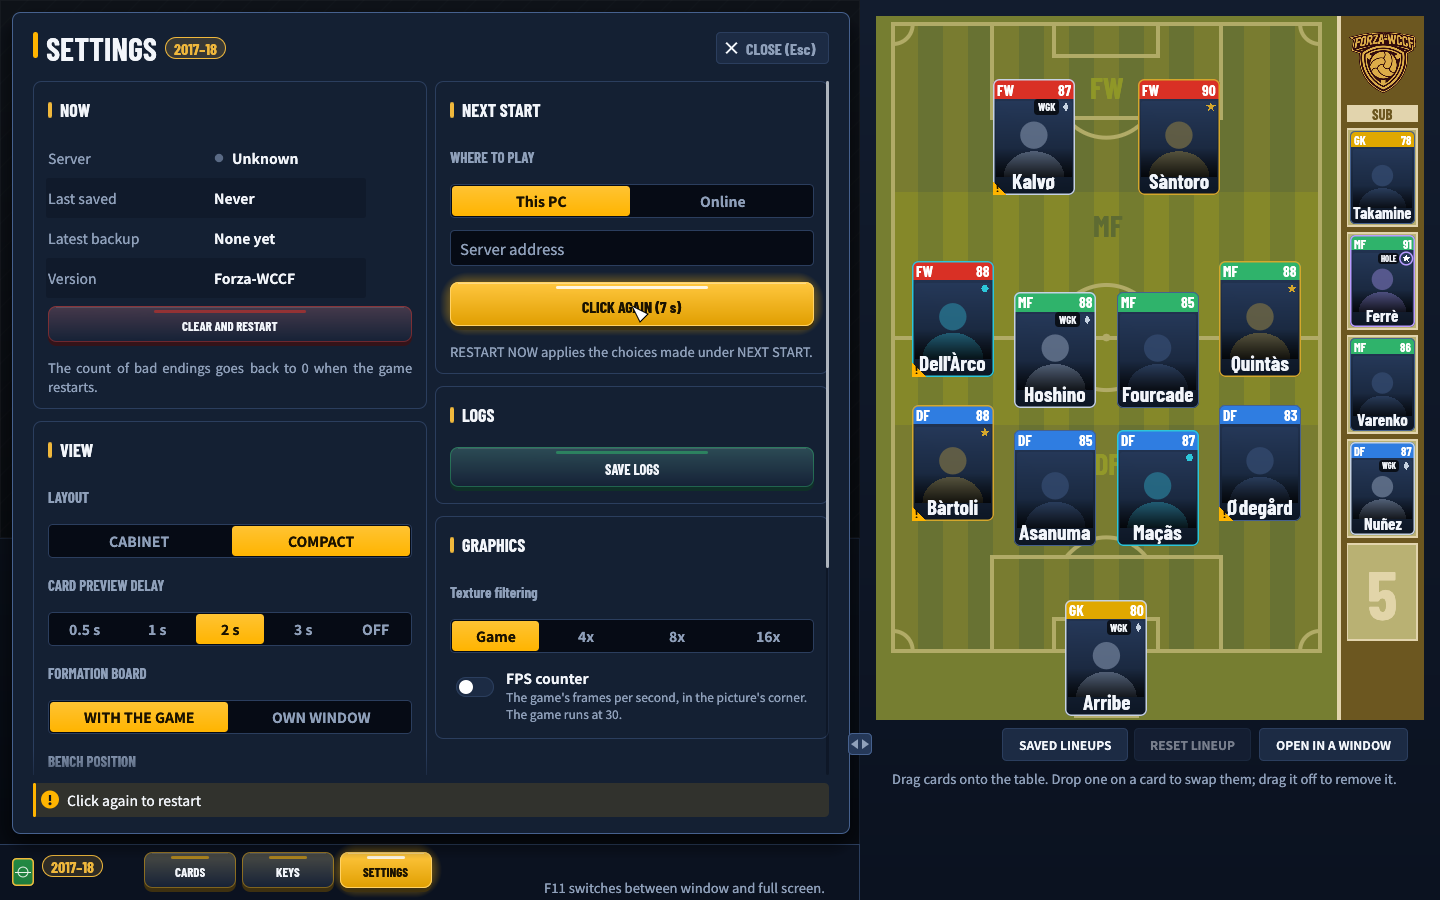 SETTINGS 2017-18
CLOSE (Esc)
NOW
Server Unknown
Last saved Never
Latest backup None yet
Version Forza-WCCF
CLEAR AND RESTART
The count of bad endings goes back to 0 when the game
restarts.
VIEW
LAYOUT
CABINET COMPACT
CARD PREVIEW DELAY
0.5 s 1 s 2 s 3 s OFF
FORMATION BOARD
WITH THE GAME OWN WINDOW
BENCH POSITION
NEXT START
WHERE TO PLAY
This PC Online
Server address
CLICK AGAIN (7 s)
RESTART NOW applies the choices made under NEXT START.
LOGS
SAVE LOGS
GRAPHICS
Texture filtering
Game 4x 8x 16x
FPS counter
The game's frames per second, in the picture's corner.
The game runs at 30.
! Click again to restart
2017-18
CARDS KEYS SETTINGS
F11 switches between window and full screen.
FW
FW 87
WGK
Kalvø
FW 90
Sàntoro
MF
FW 88
Dell'Àrco
MF 88
WGK
Hoshino
MF 85
Fourcade
MF 88
Quintàs
DF
DF 88
Bàrtoli
DF 85
Asanuma
DF 87
Maçãs
DF 83
Ødegård
GK 80
WGK
Arribe
FORZA-WCCF
SUB
GK 78
Takamine
MF 91
HOLE
Ferrè
MF 86
Varenko
DF 87
WGK
Nuñez
5
SAVED LINEUPS RESET LINEUP OPEN IN A WINDOW
Drag cards onto the table. Drop one on a card to swap them; drag it off to remove it.